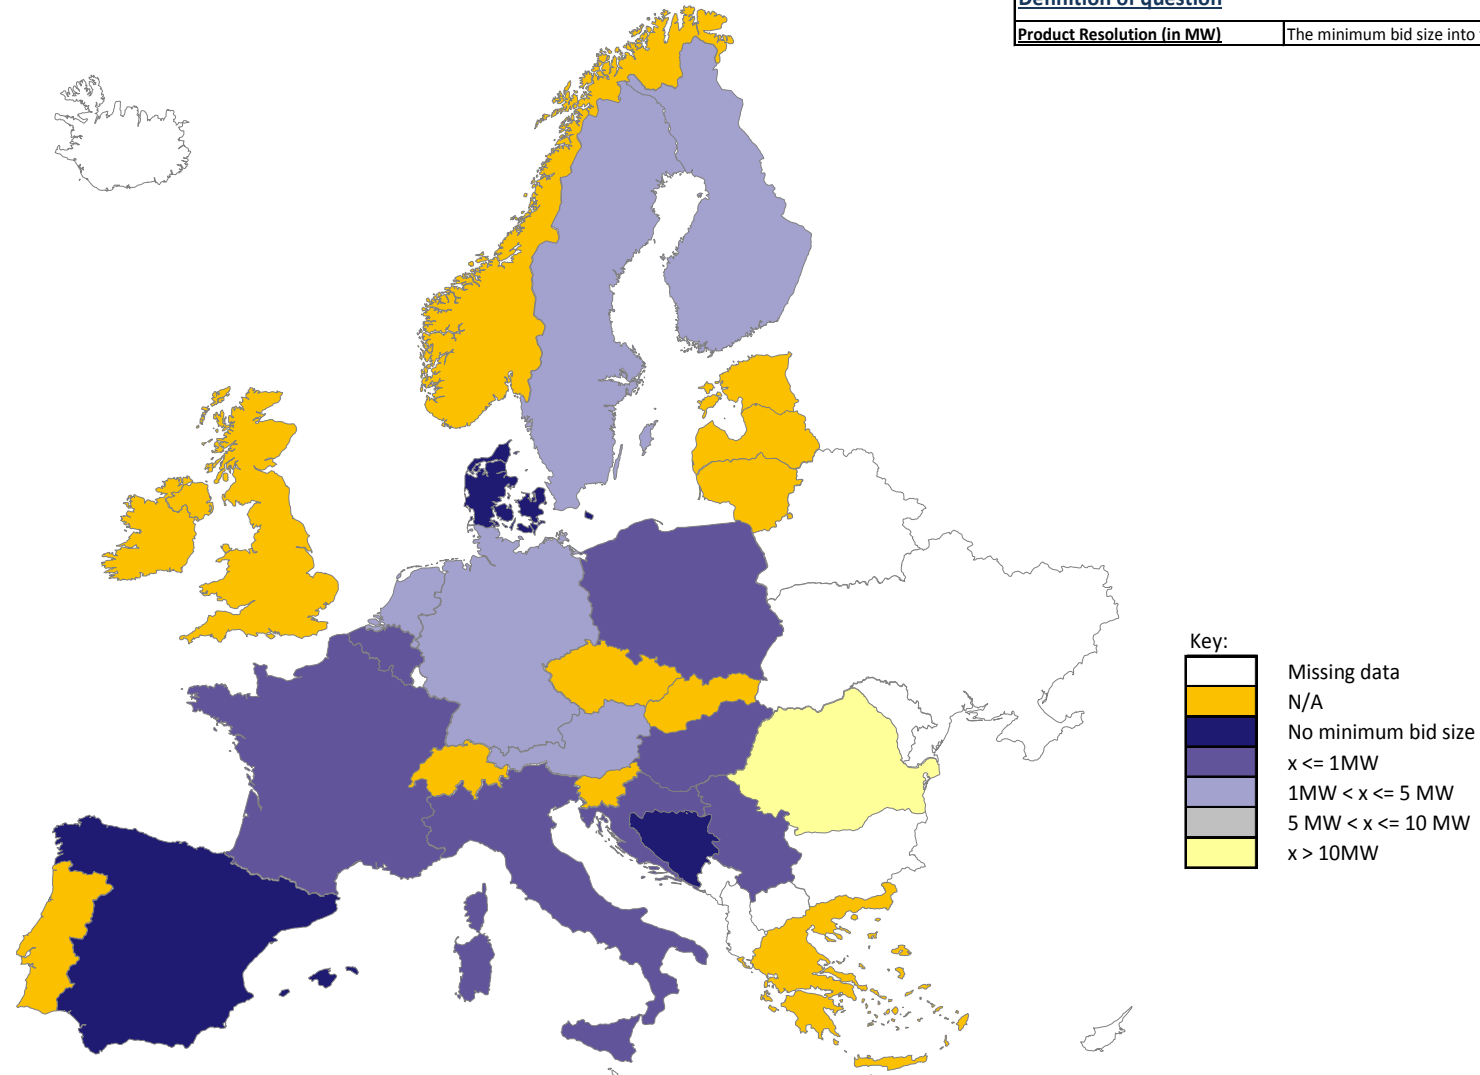 Definition of question
Product Resolution (in MW) The minimum bid size into
Key:
Missing data
N/A
No minimum bid size
x <= 1MW
1MW < x <= 5 MW
5 MW < x <= 10 MW
x > 10MW